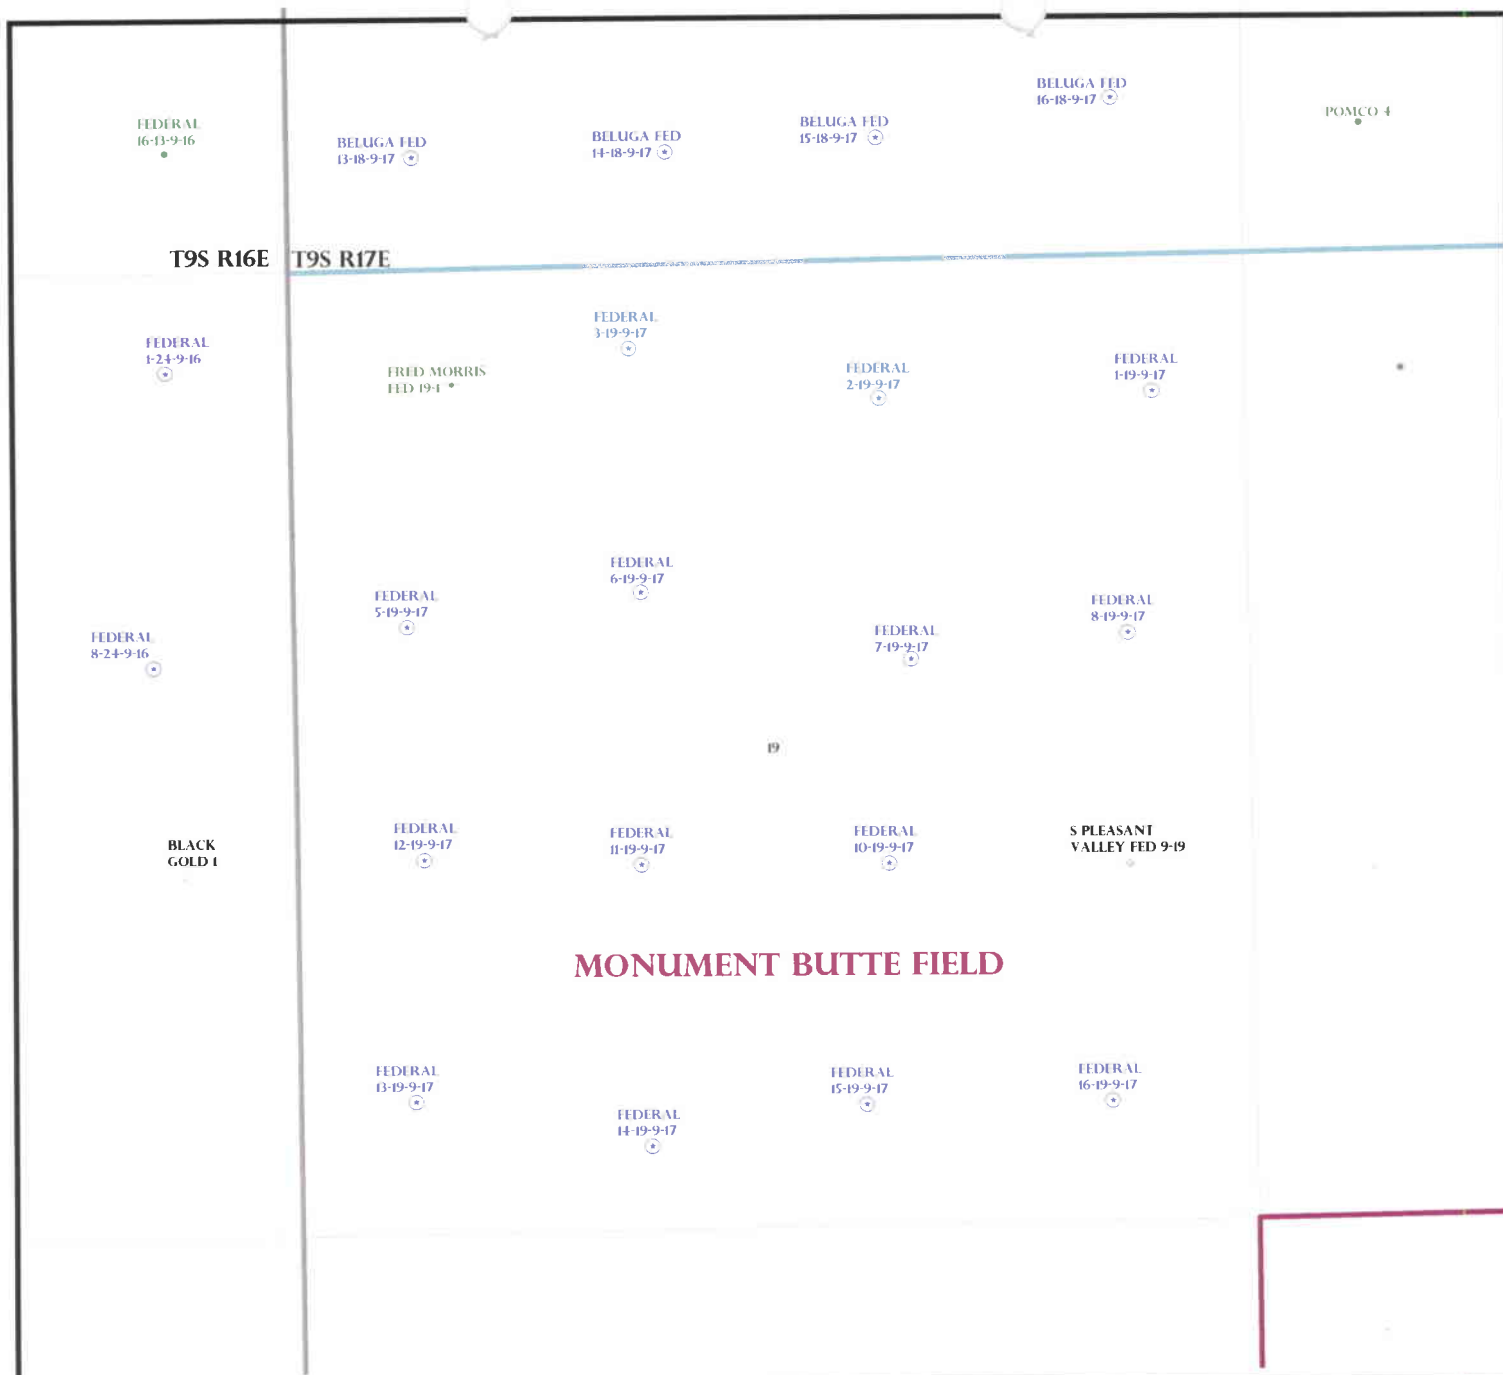 BELUGA FED
16-18-9-17
POMCO 4
FEDERAL
16-13-9-16
BELUGA FED
13-18-9-17
BELUGA FED
14-18-9-17
BELUGA FED
15-18-9-17
T9S R16E
T9S R17E
FEDERAL
3-19-9-17
FEDERAL
1-24-9-16
FRED MORRIS
FED 19-1
FEDERAL
2-19-9-17
FEDERAL
1-19-9-17
FEDERAL
6-19-9-17
FEDERAL
5-19-9-17
FEDERAL
8-19-9-17
FEDERAL
8-24-9-16
FEDERAL
7-19-9-17
19
BLACK
GOLD 1
FEDERAL
12-19-9-17
FEDERAL
11-19-9-17
FEDERAL
10-19-9-17
S PLEASANT
VALLEY FED 9-19
MONUMENT BUTTE FIELD
FEDERAL
13-19-9-17
FEDERAL
14-19-9-17
FEDERAL
15-19-9-17
FEDERAL
16-19-9-17